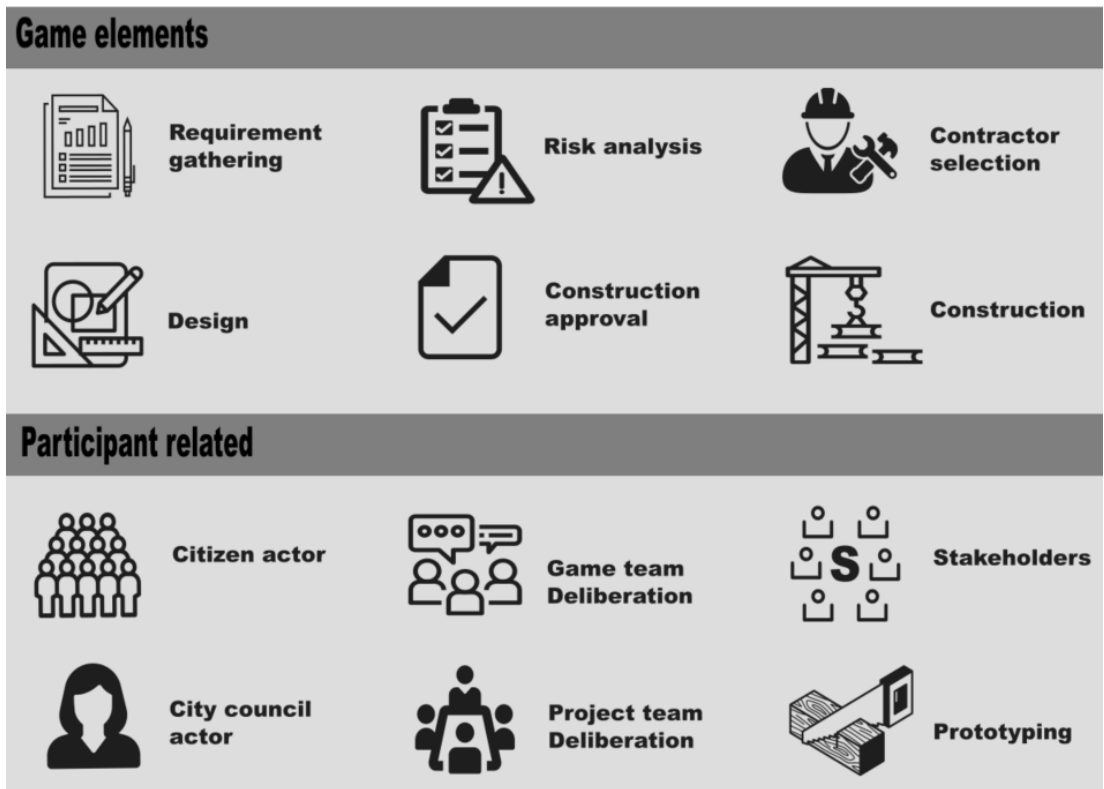 Game elements
Requirement
gathering
Risk analysis
Contractor
selection
Design
Construction
approval
Construction
Participant related
Citizen actor
Game team
Deliberation
S
Stakeholders
City council
actor
Project team
Deliberation
Prototyping